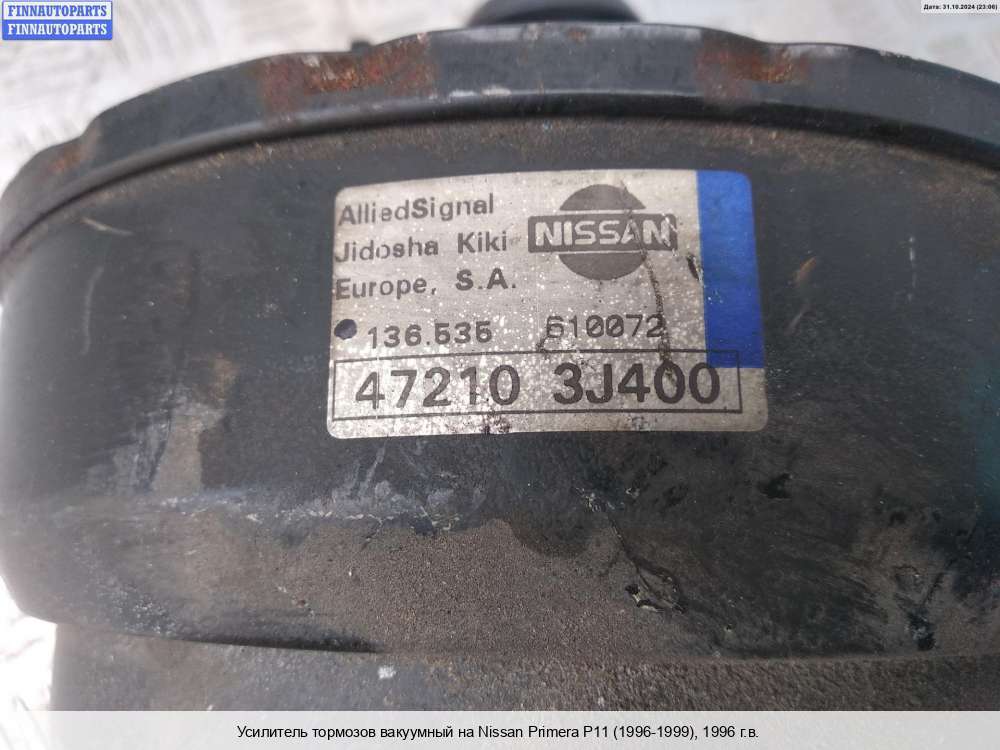 FINNAUTOPARTS
FINNAUTOPARTS
Дата: 31.10.2024 (23:06)
AlliedSignal
Jidosha Kiki
Europe, S.A.
NISSAN
136.535 610072
47210 3J400
Усилитель тормозов вакуумный на Nissan Primera P11 (1996-1999), 1996 г.в.